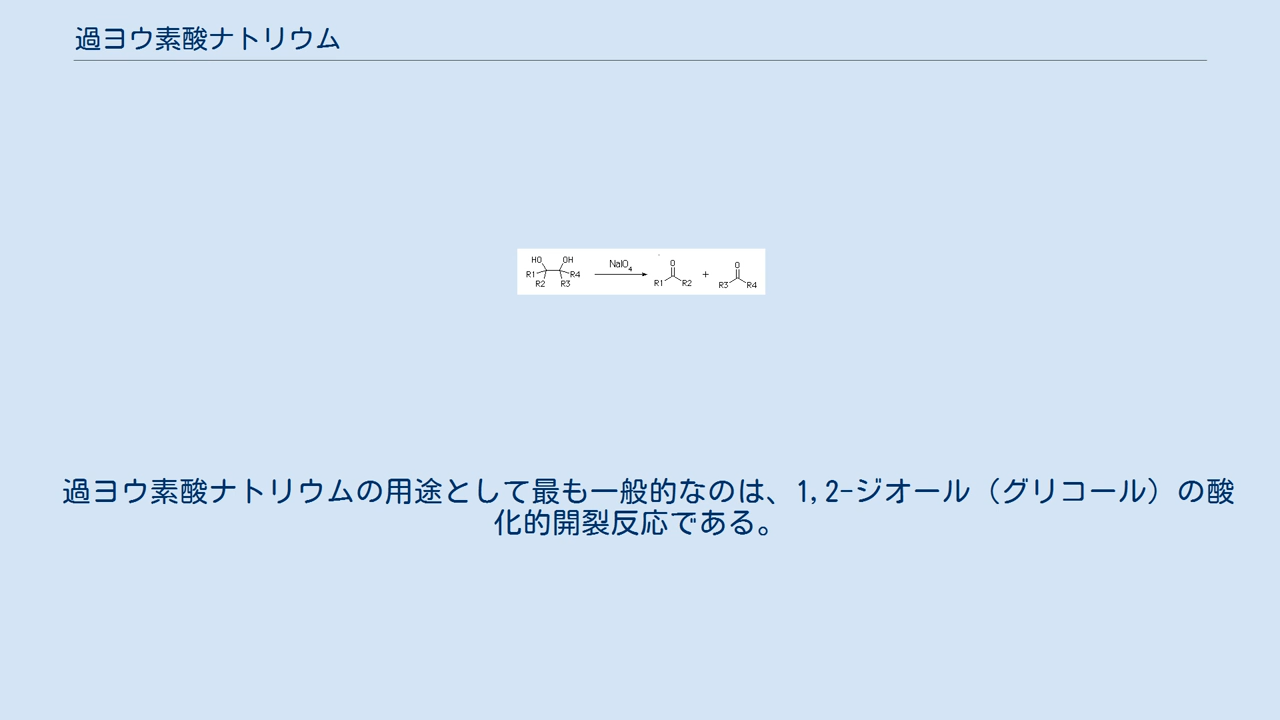 過ヨウ素酸ナトリウム
HO OH NaIO4 O O
R1 R4 + 
R2 R3 R1 R2 R3 R4
過ヨウ素酸ナトリウムの用途として最も一般的なのは、1,2-ジオール（グリコール）の酸
化的開裂反応である。